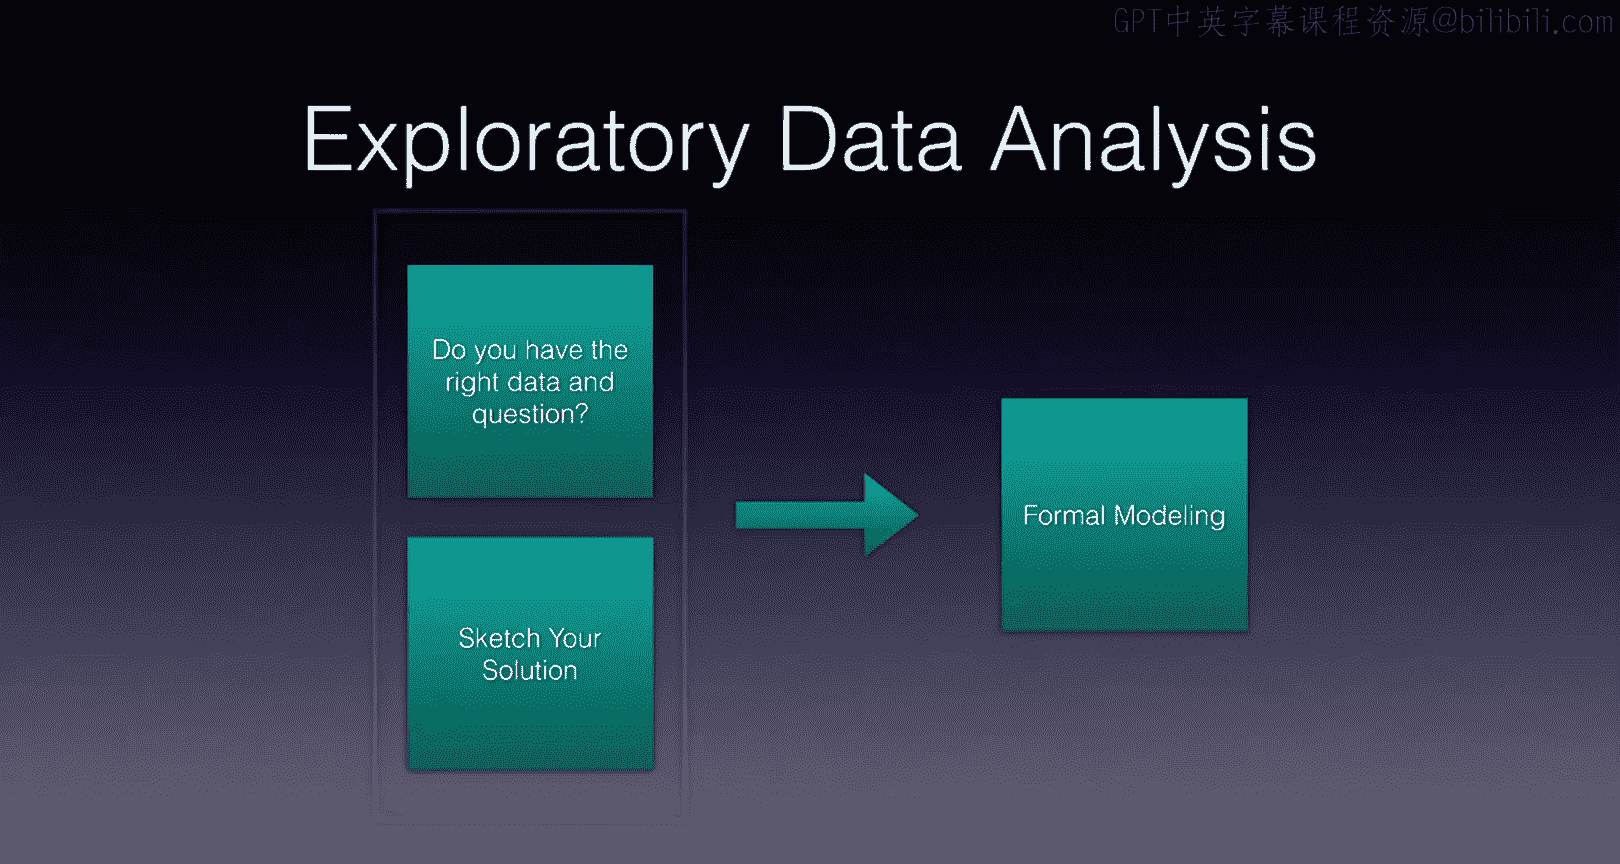 GPT中英字幕课程资源@bilibili.com
Exploratory Data Analysis
Do you have the
right data and
question?
Sketch Your
Solution
Formal Modeling